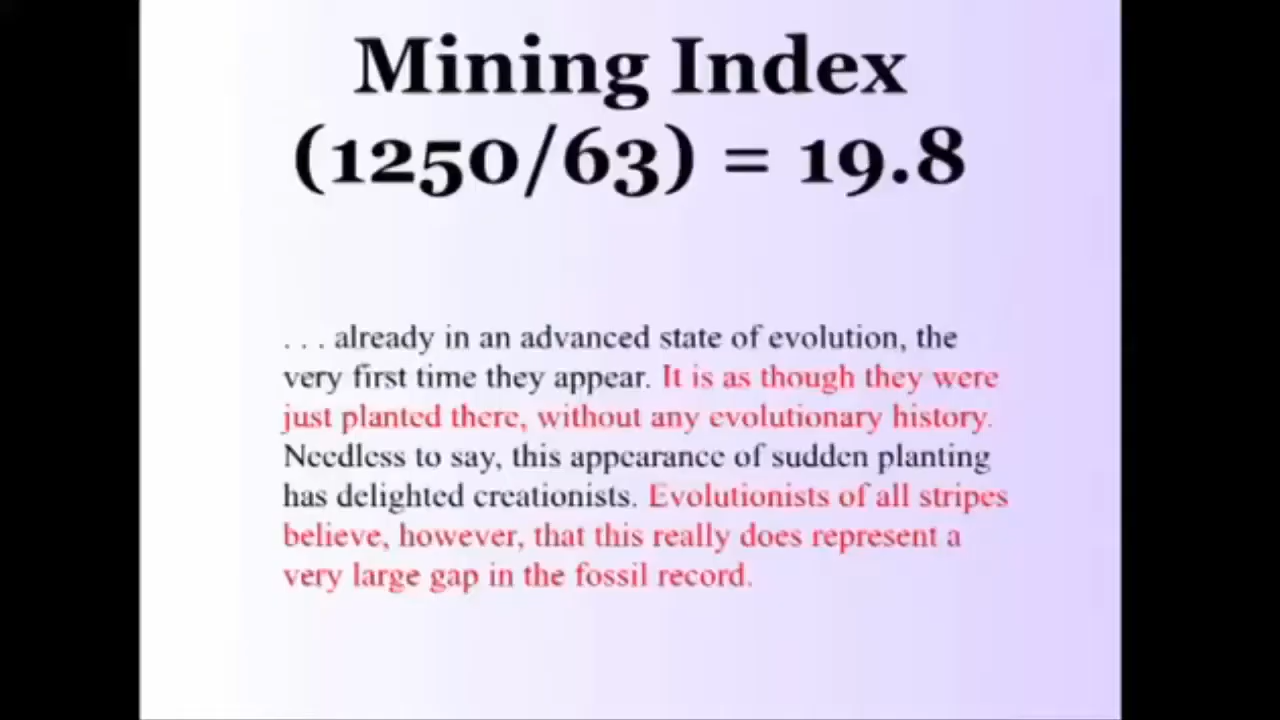 Mining Index
(1250/63) = 19.8
. . . already in an advanced state of evolution, the
very first time they appear. It is as though they were
just planted there, without any evolutionary history.
Needless to say, this appearance of sudden planting
has delighted creationists. Evolutionists of all stripes
believe, however, that this really does represent a
very large gap in the fossil record.